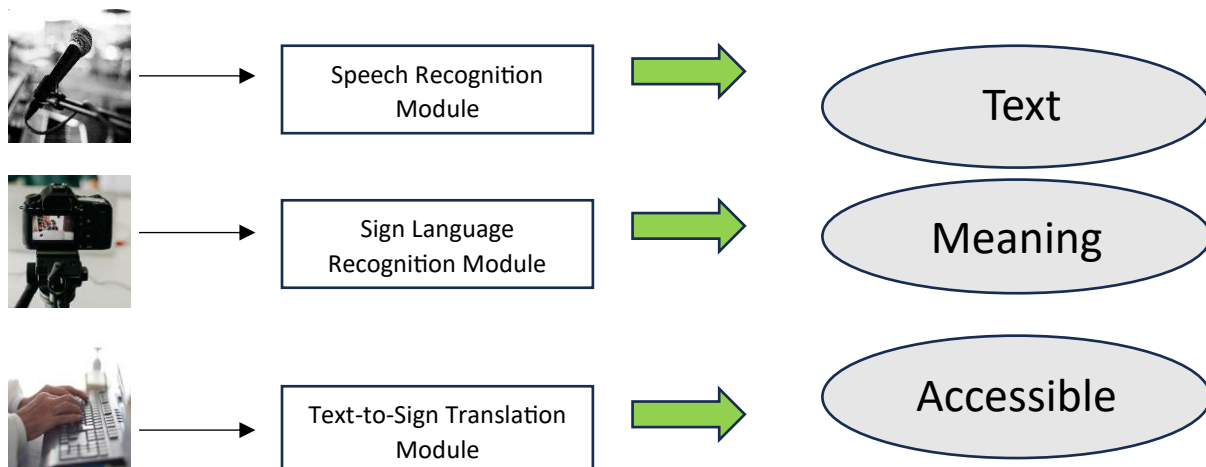 Speech Recognition
Module
Text
Sign Language
Recognition Module
Meaning
Text-to-Sign Translation
Module
Accessible